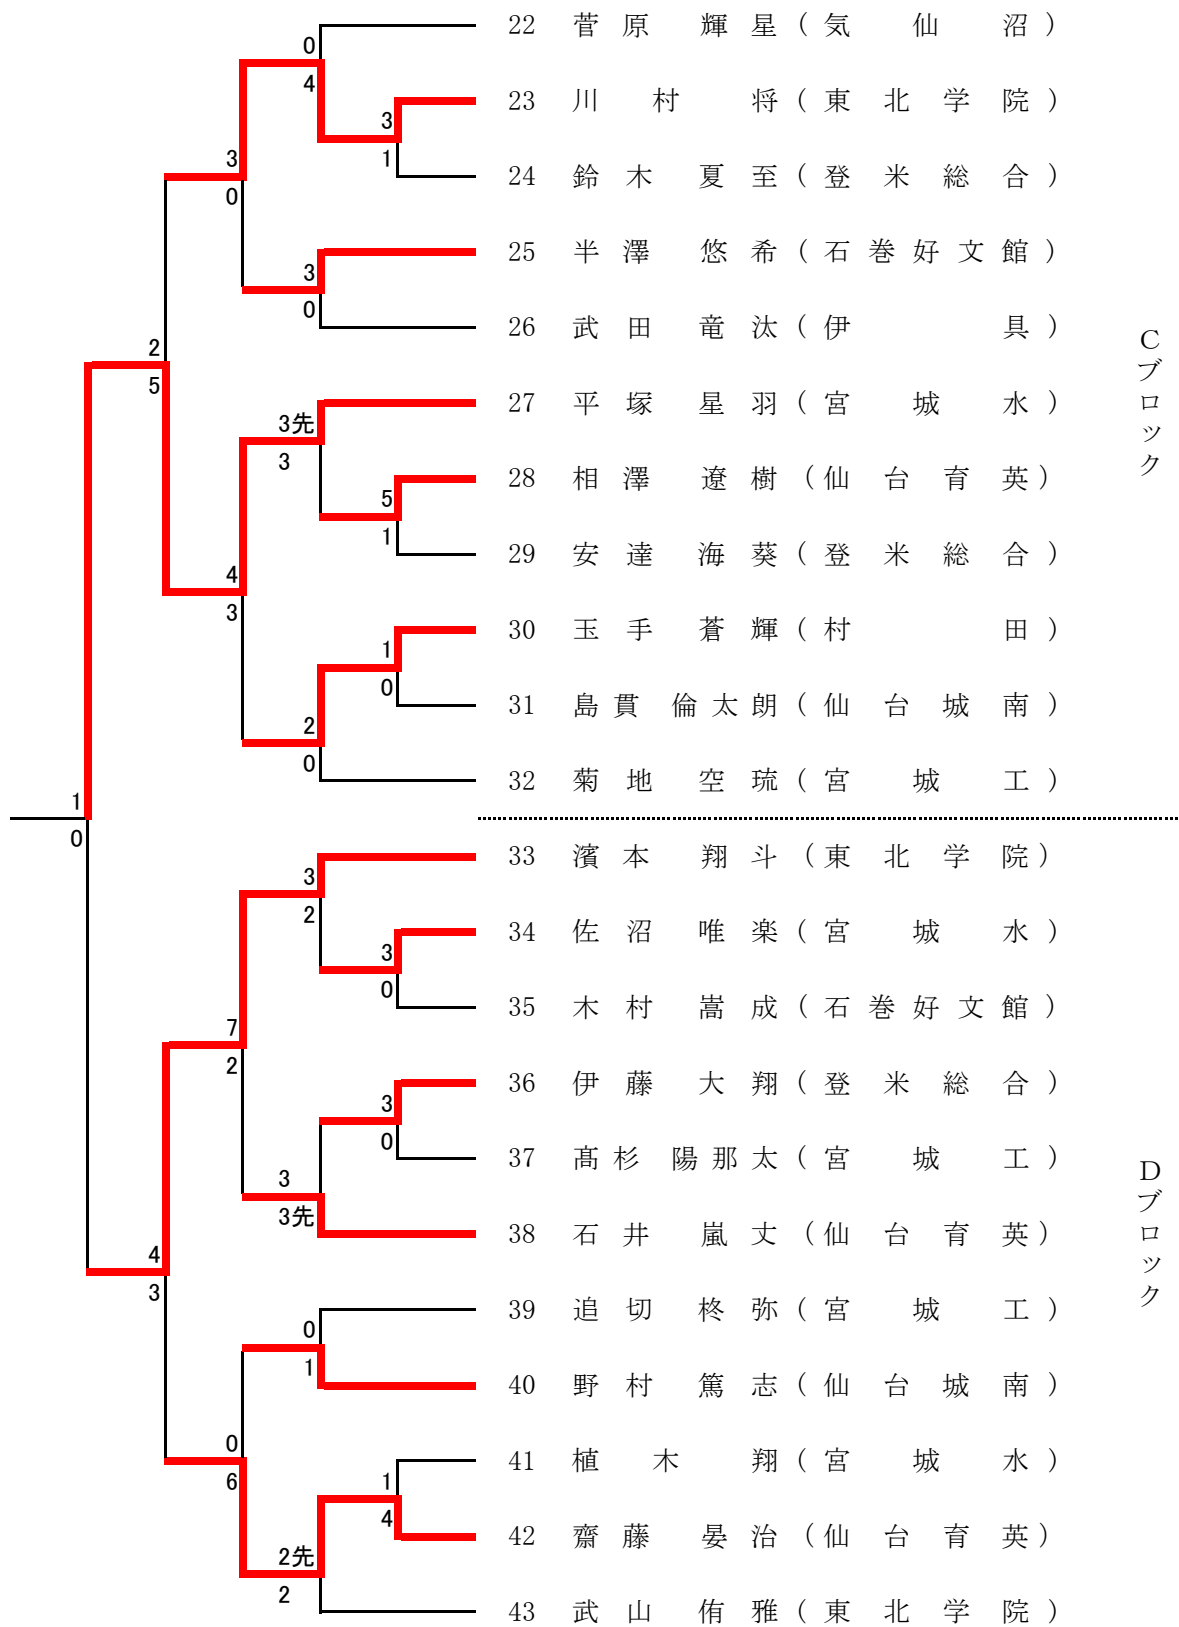 22 菅原 輝星（気仙沼）
0
4
23 川村 将（東北学院）
3
1
3
0
24 鈴木 夏至（登米総合）
25 半澤 悠希（石巻好文館）
3
0
26 武田 竜汰（伊具）
Cブロック
2
5
27 平塚 星羽（宮城水）
3先
3
28 相澤 遼樹（仙台育英）
5
1
29 安達 海葵（登米総合）
4
3
30 玉手 蒼輝（村田）
1
0
31 島貫 倫太朗（仙台城南）
2
0
32 菊地 空琉（宮城工）
1
0
33 濱本 翔斗（東北学院）
3
2
34 佐沼 唯楽（宮城水）
3
0
35 木村 嵩成（石巻好文館）
7
2
36 伊藤 大翔（登米総合）
3
0
37 髙杉 陽那太（宮城工）
Dブロック
3
3先
38 石井 嵐丈（仙台育英）
4
3
39 追切 柊弥（宮城工）
0
1
40 野村 篤志（仙台城南）
0
6
41 植木 翔（宮城水）
1
4
42 齋藤 晏治（仙台育英）
2先
2
43 武山 侑雅（東北学院）